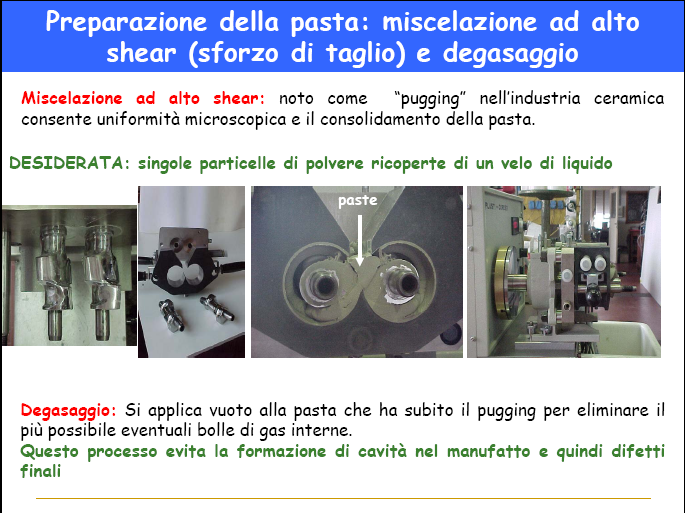 Preparazione della pasta: miscelazione ad alto
shear (sforzo di taglio) e degasaggio
Miscelazione ad alto shear: noto come "pugging" nell'industria ceramica
consente uniformità microscopica e il consolidamento della pasta.
DESIDERATA: singole particelle di polvere ricoperte di un velo di liquido
paste
Degasaggio: Si applica vuoto alla pasta che ha subito il pugging per eliminare il
più possibile eventuali bolle di gas interne.
Questo processo evita la formazione di cavità nel manufatto e quindi difetti
finali